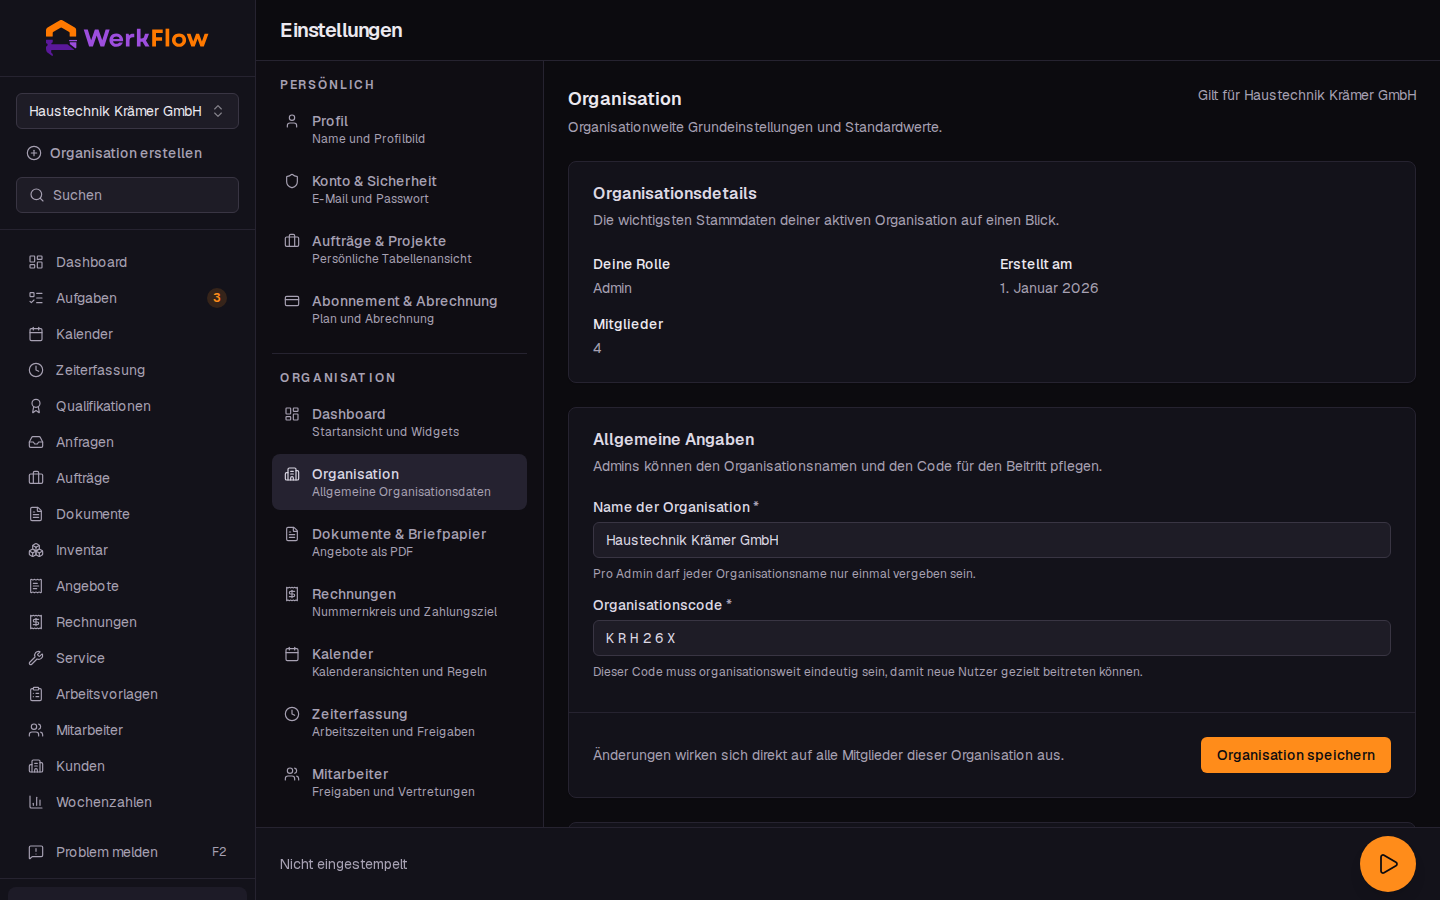 WerkFlow
Haustechnik Krämer GmbH
Organisation erstellen
Suchen
Dashboard
Aufgaben 3
Kalender
Zeiterfassung
Qualifikationen
Anfragen
Aufträge
Dokumente
Inventar
Angebote
Rechnungen
Service
Arbeitsvorlagen
Mitarbeiter
Kunden
Wochenzahlen
Problem melden F2
Einstellungen
PERSÖNLICH
Profil
Name und Profilbild
Konto & Sicherheit
E-Mail und Passwort
Aufträge & Projekte
Persönliche Tabellenansicht
Abonnement & Abrechnung
Plan und Abrechnung
ORGANISATION
Dashboard
Startansicht und Widgets
Organisation
Allgemeine Organisationsdaten
Dokumente & Briefpapier
Angebote als PDF
Rechnungen
Nummernkreis und Zahlungsziel
Kalender
Kalenderansichten und Regeln
Zeiterfassung
Arbeitszeiten und Freigaben
Mitarbeiter
Freigaben und Vertretungen
Organisation
Gilt für Haustechnik Krämer GmbH
Organisationweite Grundeinstellungen und Standardwerte.
Organisationsdetails
Die wichtigsten Stammdaten deiner aktiven Organisation auf einen Blick.
Deine Rolle
Admin
Erstellt am
1. Januar 2026
Mitglieder
4
Allgemeine Angaben
Admins können den Organisationsnamen und den Code für den Beitritt pflegen.
Name der Organisation *
Haustechnik Krämer GmbH
Pro Admin darf jeder Organisationsname nur einmal vergeben sein.
Organisationscode *
KRH26X
Dieser Code muss organisationsweit eindeutig sein, damit neue Nutzer gezielt beitreten können.
Änderungen wirken sich direkt auf alle Mitglieder dieser Organisation aus.
Organisation speichern
Nicht eingestempelt